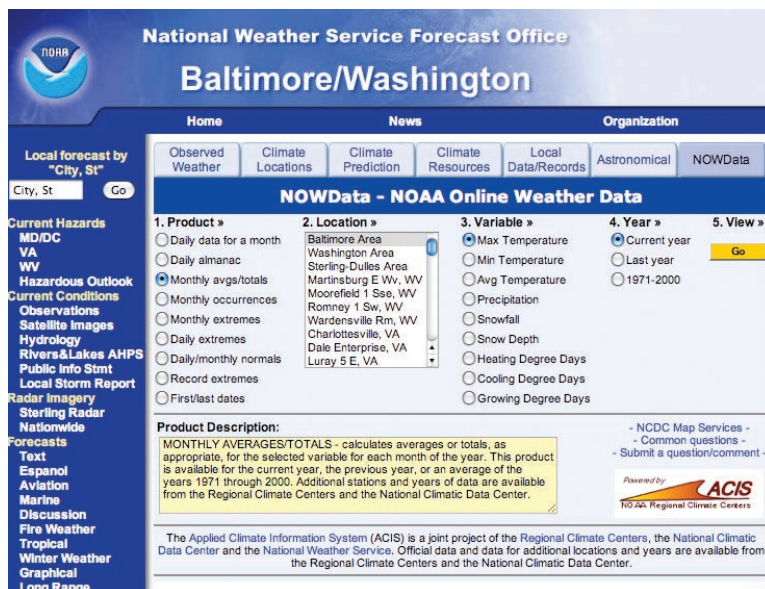 NOAA
National Weather Service Forecast Office
Baltimore/Washington
Home News Organization
Local forecast by
"City, St"
City, St Go
Current Hazards
MD/DC
VA
WV
Hazardous Outlook
Current Conditions
Observations
Satellite Images
Hydrology
Rivers&Lakes AHPS
Public Info Stmt
Local Storm Report
Radar Imagery
Sterling Radar
Nationwide
Forecasts
Text
Espanol
Aviation
Marine
Discussion
Fire Weather
Tropical
Winter Weather
Graphical
Long Range
Observed Weather
Climate Locations
Climate Prediction
Climate Resources
Local Data/Records
Astronomical
NOWData
NOWData - NOAA Online Weather Data
1. Product »
Daily data for a month
Daily almanac
Monthly avgs/totals
Monthly occurrences
Monthly extremes
Daily extremes
Daily/monthly normals
Record extremes
First/last dates
2. Location »
Baltimore Area
Washington Area
Sterling-Dulles Area
Martinsburg E Wv, WV
Moorefield 1 Sse, WV
Romney 1 Sw, WV
Wardensville Rm, WV
Charlottesville, VA
Dale Enterprise, VA
Luray 5 E, VA
3. Variable »
Max Temperature
Min Temperature
Avg Temperature
Precipitation
Snowfall
Snow Depth
Heating Degree Days
Cooling Degree Days
Growing Degree Days
4. Year »
Current year
Last year
1971-2000
5. View »
Go
Product Description:
MONTHLY AVERAGES/TOTALS - calculates averages or totals, as
appropriate, for the selected variable for each month of the year. This product
is available for the current year, the previous year, or an average of the
years 1971 through 2000. Additional stations and years of data are available
from the Regional Climate Centers and the National Climatic Data Center.
- NCDC Map Services -
- Common questions -
- Submit a question/comment -
Powered by
ACIS
NOAA Regional Climate Centers
The Applied Climate Information System (ACIS) is a joint project of the Regional Climate Centers, the National Climatic
Data Center and the National Weather Service. Official data and data for additional locations and years are available from
the Regional Climate Centers and the National Climatic Data Center.